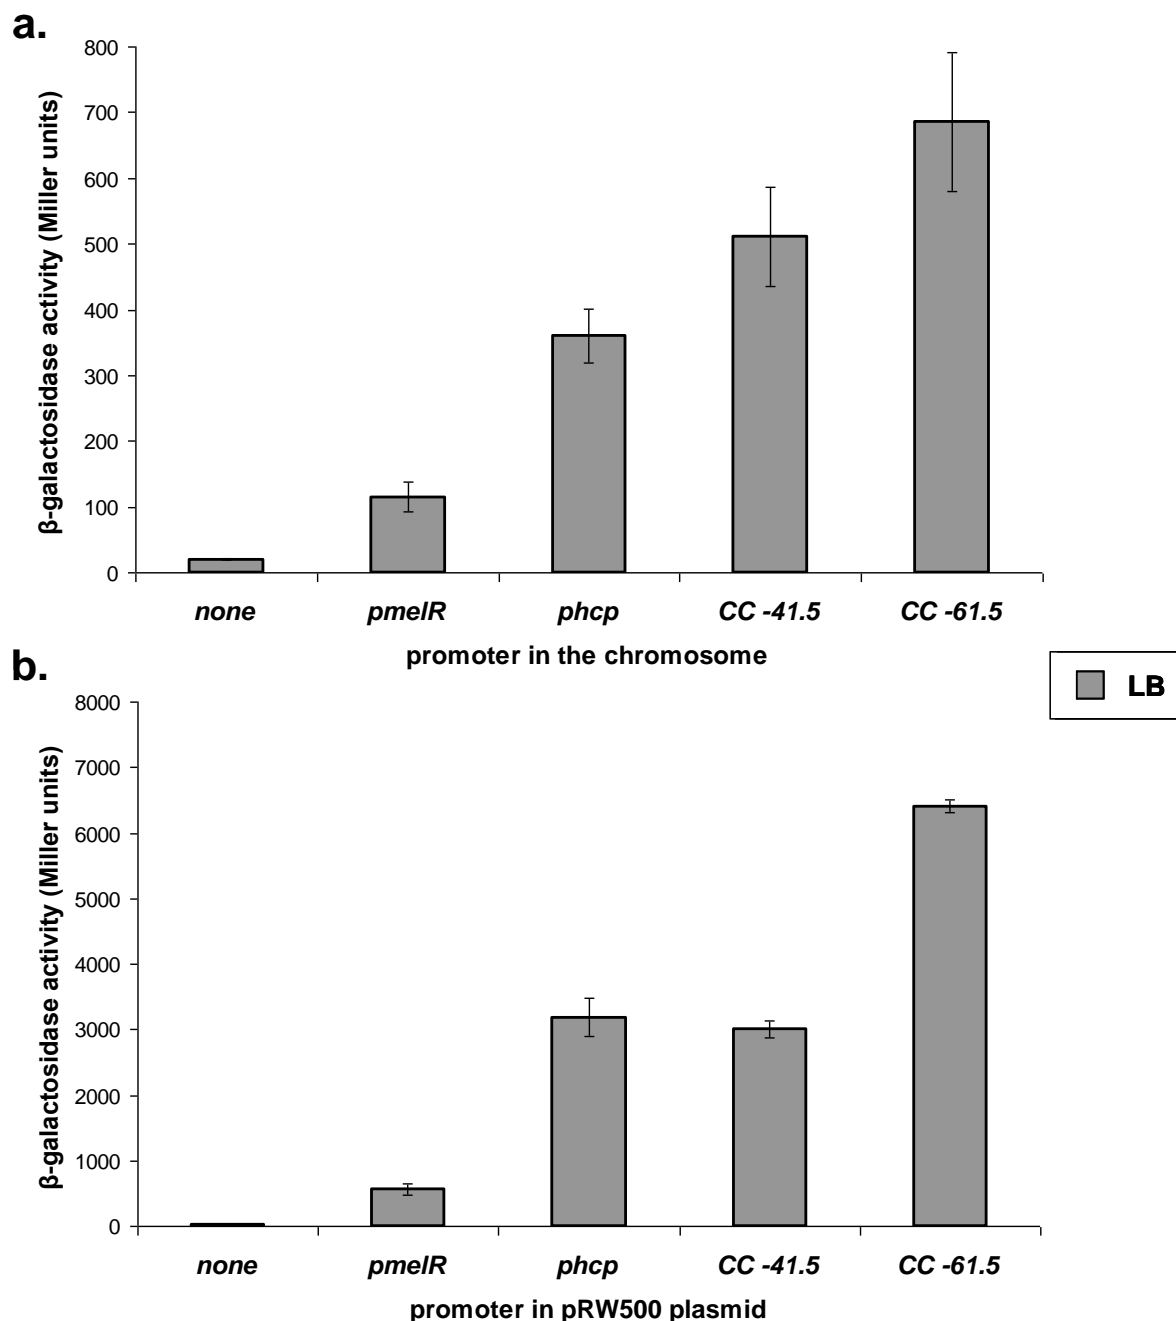 a.
β-galactosidase activity (Miller units)
800
700
600
500
400
300
200
100
0
none pmelR phcp CC -41.5 CC -61.5
promoter in the chromosome
b.
LB
β-galactosidase activity (Miller units)
8000
7000
6000
5000
4000
3000
2000
1000
0
none pmelR phcp CC -41.5 CC -61.5
promoter in pRW500 plasmid